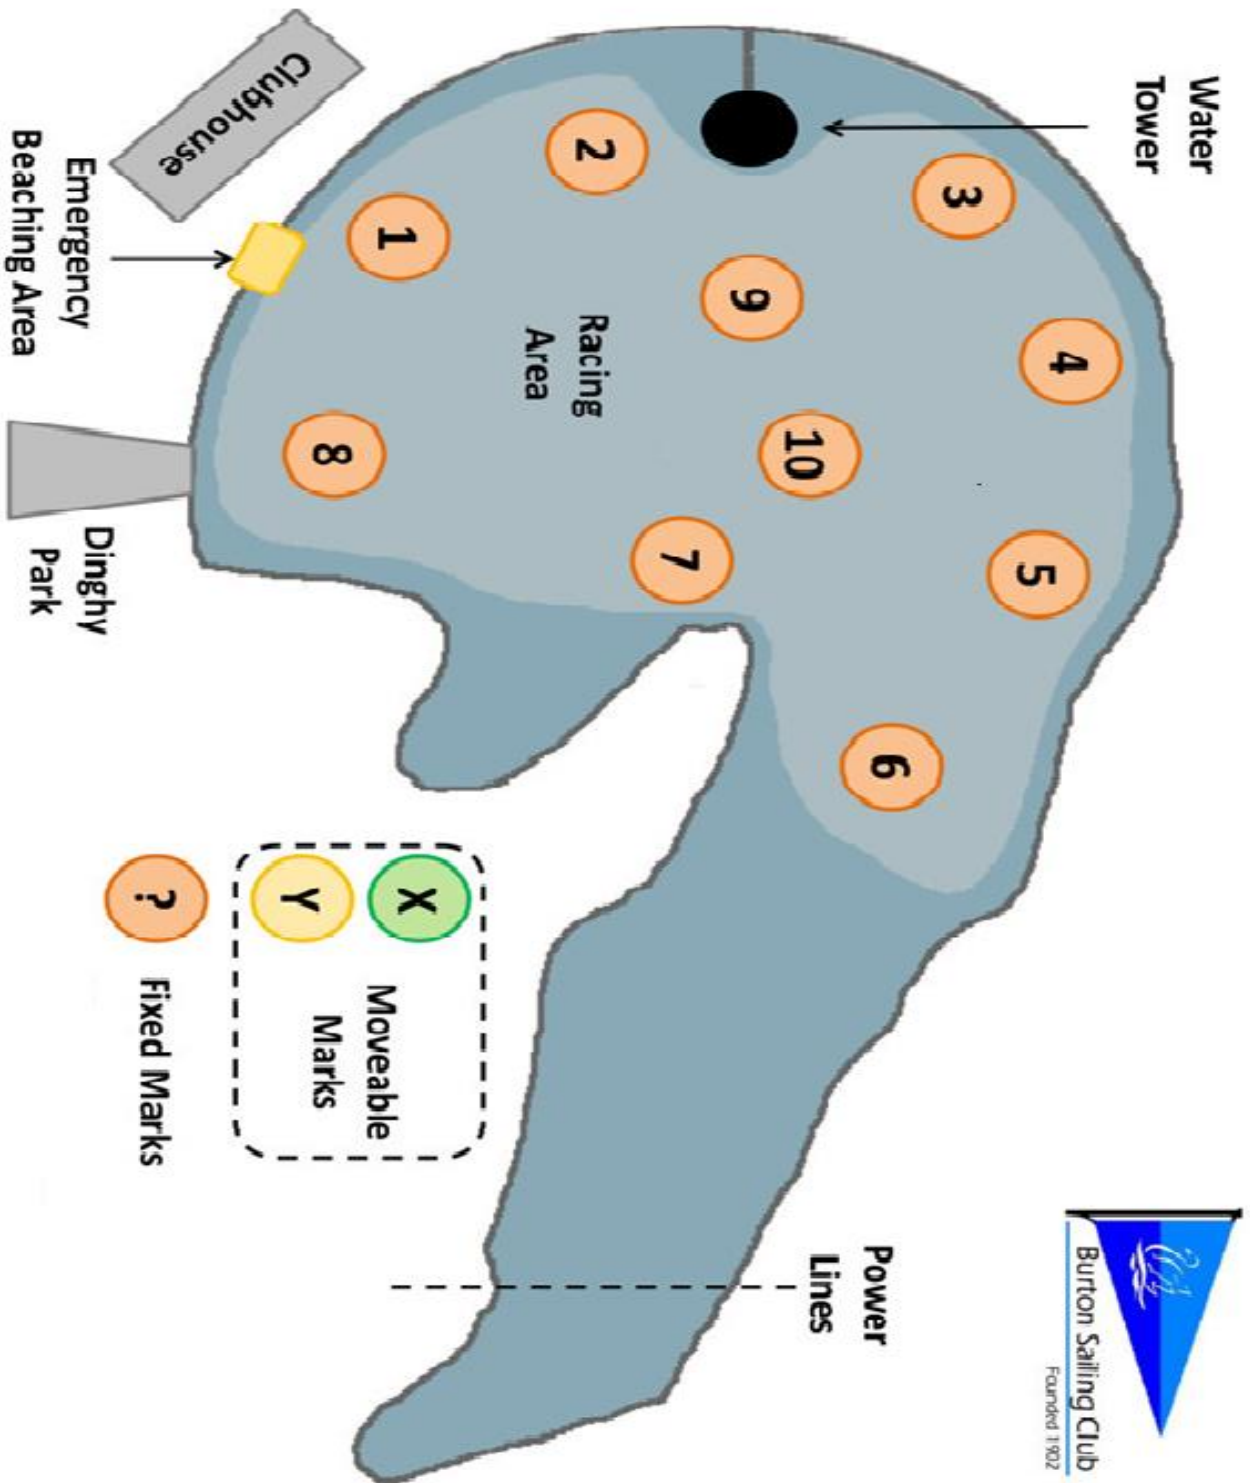 Water
Tower
Clubhouse
Emergency
Beaching Area
Racing
Area
Dinghy
Park
1
2
3
4
5
6
7
8
9
10
X
Y
Moveable
Marks
?
Fixed Marks
Power
Lines
Burton Sailing Club
Founded 1902